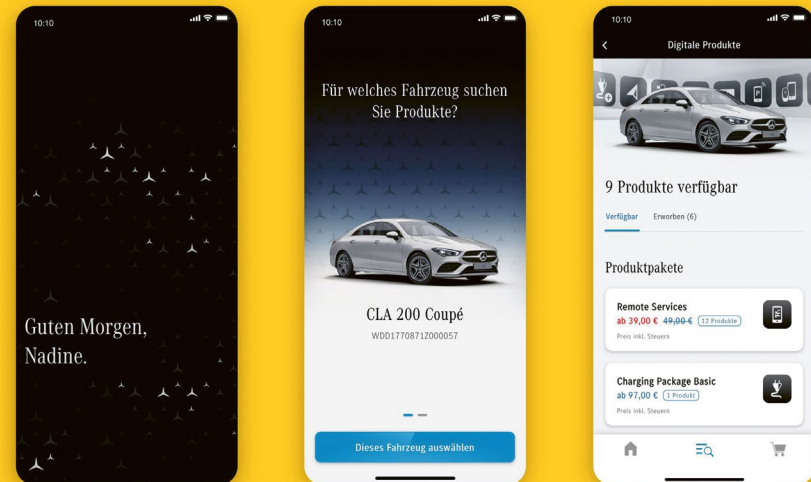 10:10
Guten Morgen,
Nadine.
10:10
Für welches Fahrzeug suchen
Sie Produkte?
CLA 200 Coupé
WDD1770871Z000057
Dieses Fahrzeug auswählen
10:10
Digitale Produkte
9 Produkte verfügbar
Verfügbar Erworben (6)
Produktpakete
Remote Services
ab 39,00 € 49,00 € 12 Produkte
Preis inkl. Steuern
Charging Package Basic
ab 97,00 € 1 Produkt
Preis inkl. Steuern